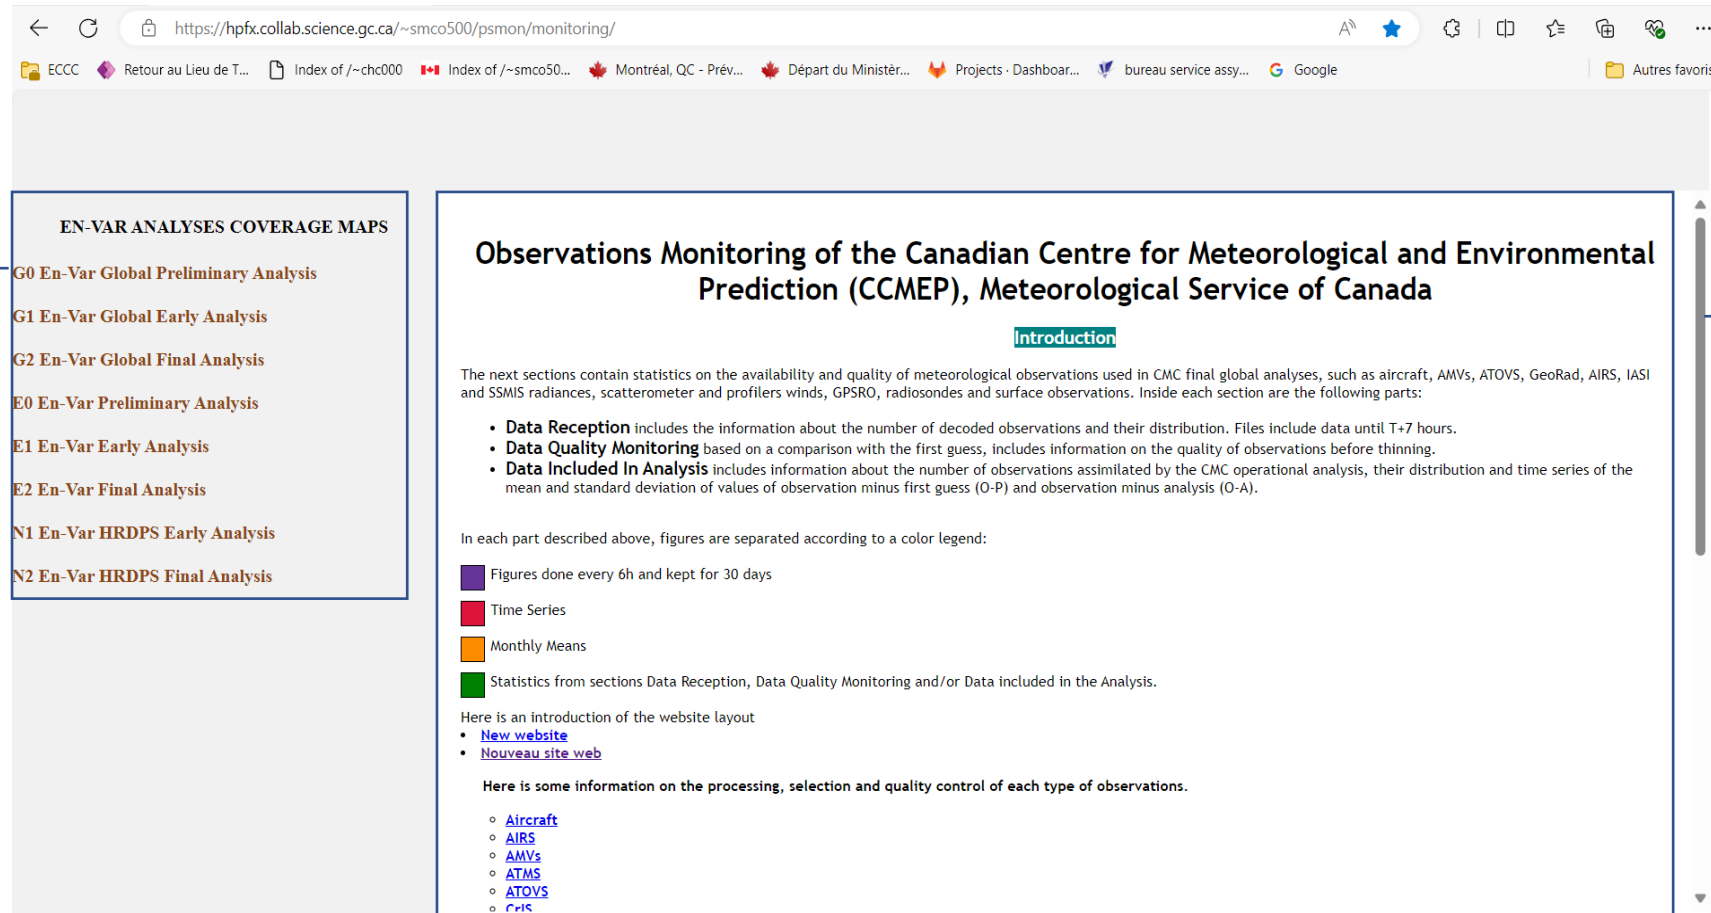 https://hpfx.collab.science.gc.ca/~smco500/psmon/monitoring/
ECCC
Retour au Lieu de T...
Index of /~chc000
Index of /~smco50...
Montréal, QC - Prév...
Départ du Ministèr...
Projects · Dashboar...
bureau service assy...
Google
Autres favoris
EN-VAR ANALYSES COVERAGE MAPS
G0 En-Var Global Preliminary Analysis
G1 En-Var Global Early Analysis
G2 En-Var Global Final Analysis
E0 En-Var Preliminary Analysis
E1 En-Var Early Analysis
E2 En-Var Final Analysis
N1 En-Var HRDPS Early Analysis
N2 En-Var HRDPS Final Analysis
Observations Monitoring of the Canadian Centre for Meteorological and Environmental
Prediction (CCMEP), Meteorological Service of Canada
Introduction
The next sections contain statistics on the availability and quality of meteorological observations used in CMC final global analyses, such as aircraft, AMVs, ATOVS, GeoRad, AIRS, IASI
and SSMIS radiances, scatterometer and profilers winds, GPSRO, radiosondes and surface observations. Inside each section are the following parts:
• Data Reception includes the information about the number of decoded observations and their distribution. Files include data until T+7 hours.
• Data Quality Monitoring based on a comparison with the first guess, includes information on the quality of observations before thinning.
• Data Included In Analysis includes information about the number of observations assimilated by the CMC operational analysis, their distribution and time series of the
mean and standard deviation of values of observation minus first guess (O-P) and observation minus analysis (O-A).
In each part described above, figures are separated according to a color legend:
Figures done every 6h and kept for 30 days
Time Series
Monthly Means
Statistics from sections Data Reception, Data Quality Monitoring and/or Data included in the Analysis.
Here is an introduction of the website layout
• New website
• Nouveau site web
Here is some information on the processing, selection and quality control of each type of observations.
Aircraft
AIRS
AMVs
ATMS
ATOVS
CrIS